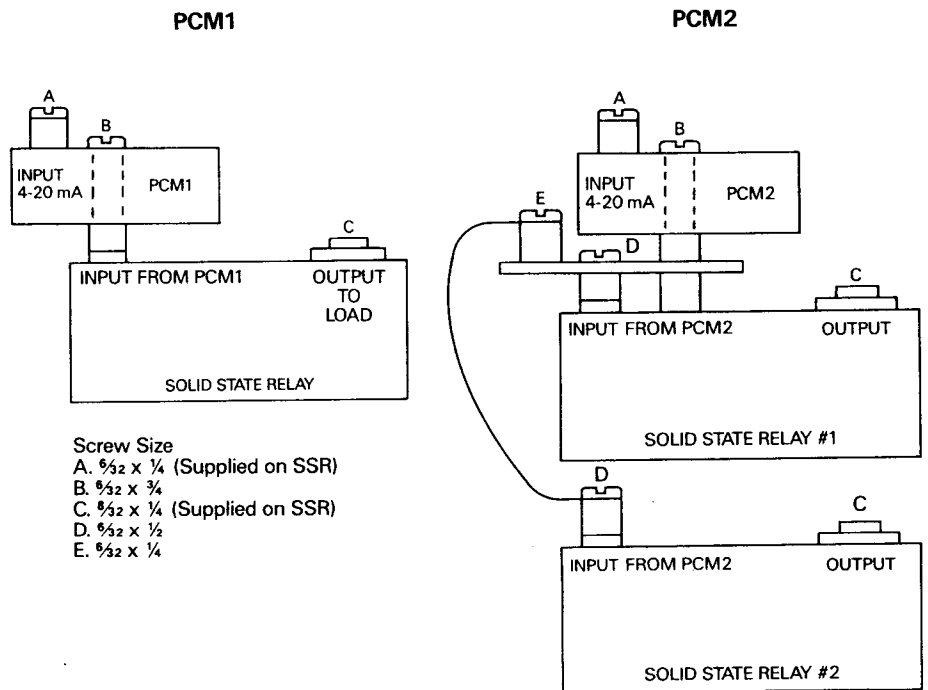 PCM1
A
B
INPUT
4-20 mA
PCM1
C
INPUT FROM PCM1
OUTPUT
TO
LOAD
SOLID STATE RELAY
Screw Size
A. 6/32 x 1/4 (Supplied on SSR)
B. 6/32 x 3/4
C. 8/32 x 1/4 (Supplied on SSR)
D. 6/32 x 1/2
E. 6/32 x 1/4
PCM2
A
B
INPUT
4-20 mA
PCM2
E
D
C
INPUT FROM PCM2
OUTPUT
SOLID STATE RELAY #1
D
C
INPUT FROM PCM2
OUTPUT
SOLID STATE RELAY #2